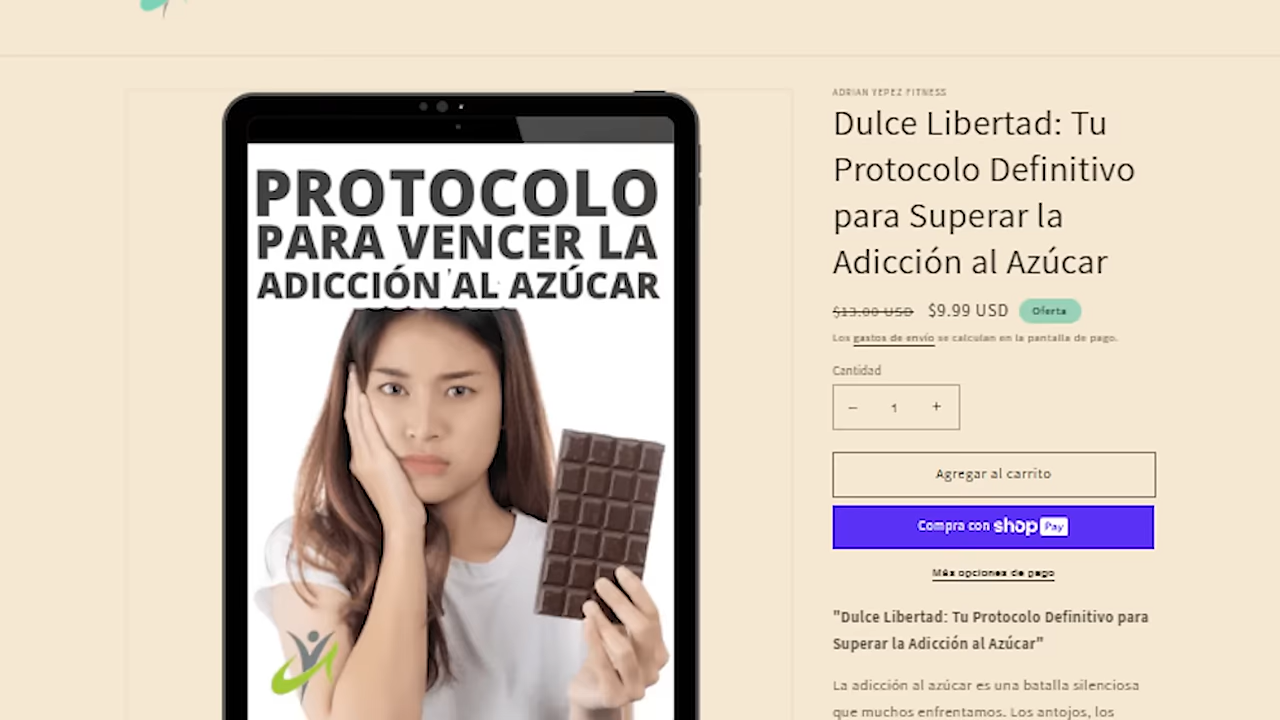 ADRIAN YEPEZ FITNESS
Dulce Libertad: Tu
Protocolo Definitivo
para Superar la
Adicción al Azúcar
$13.00 USD $9.99 USD Oferta
Los gastos de envío se calculan en la pantalla de pago.
Cantidad
− 1 +
Agregar al carrito
Compra con shop Pay
Más opciones de pago
"Dulce Libertad: Tu Protocolo Definitivo para
Superar la Adicción al Azúcar"
La adicción al azúcar es una batalla silenciosa
que muchos enfrentamos. Los antojos, los
PROTOCOLO
PARA VENCER LA
ADICCIÓN AL AZÚCAR